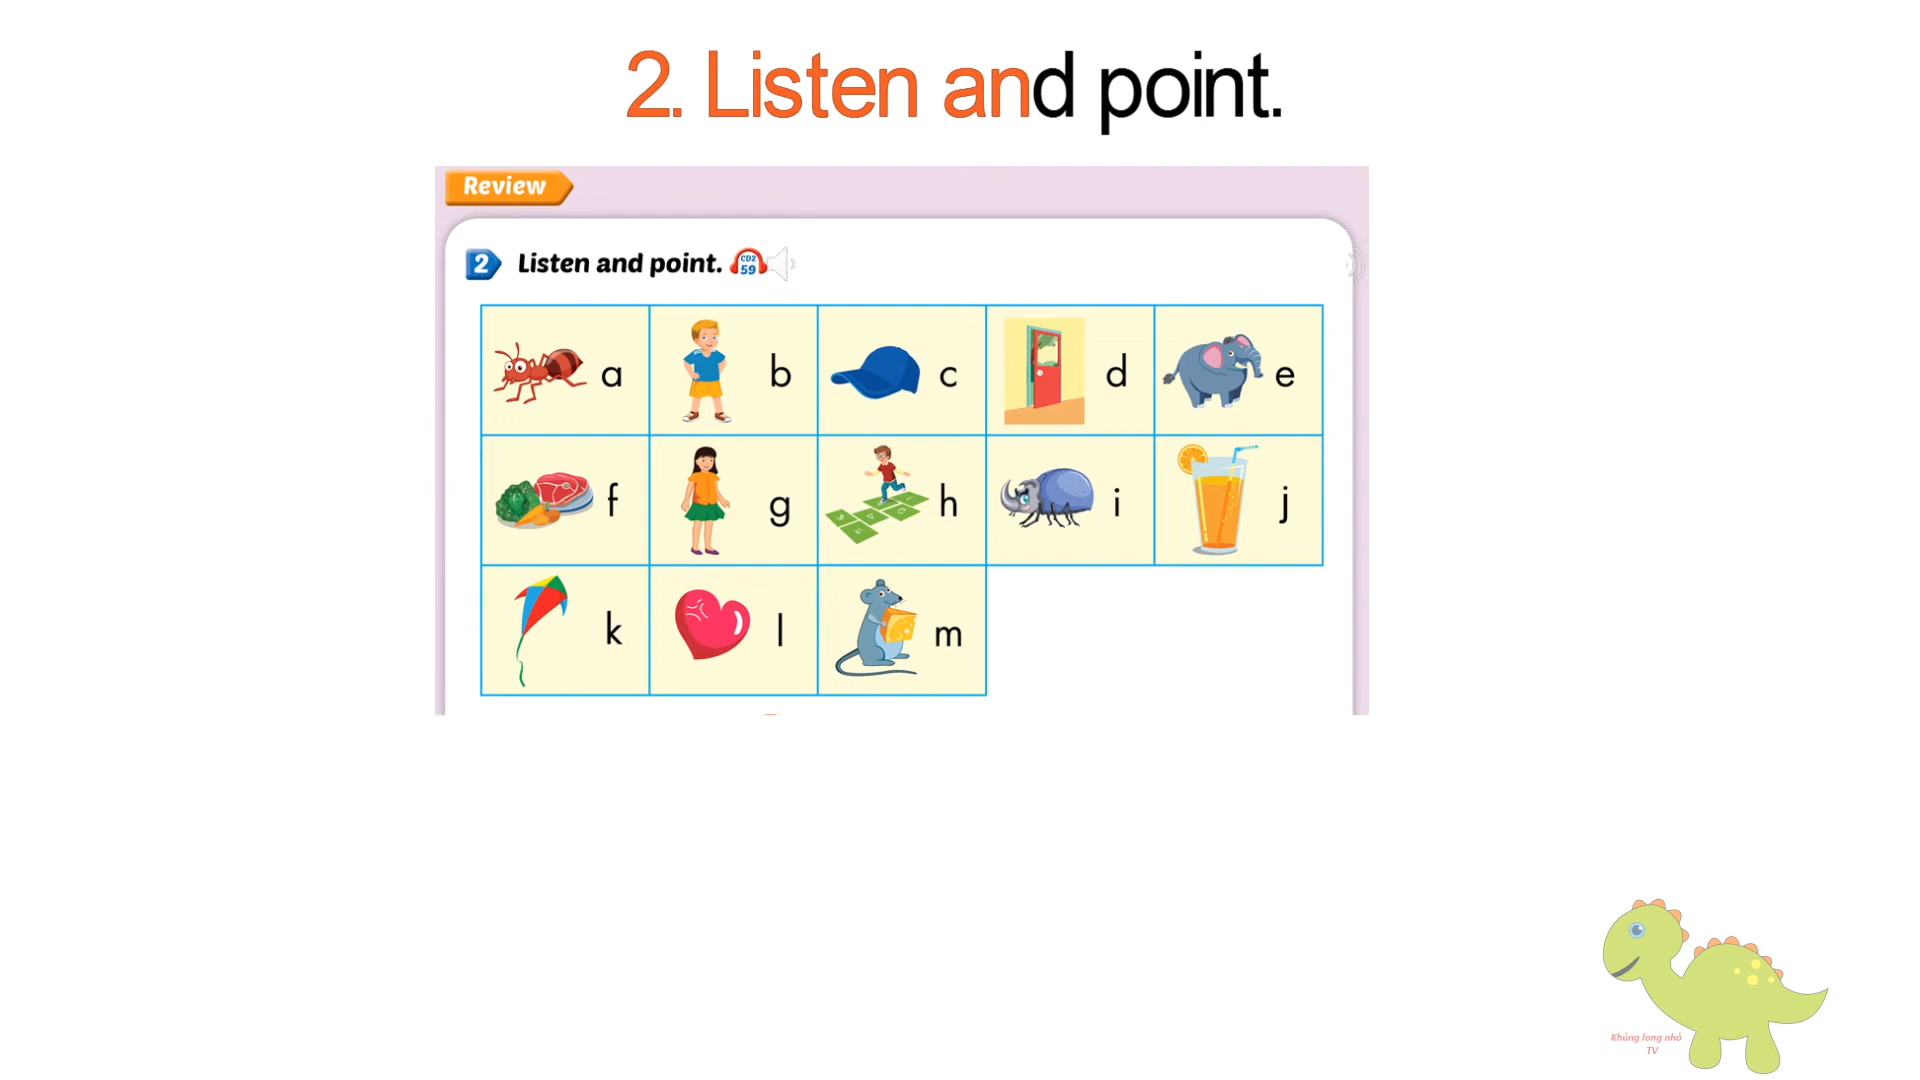 2. Listen and point.
Review
2 Listen and point. CD2 59
a b c d e
f g h i j
k l m
Khủng long nhỏ
TV